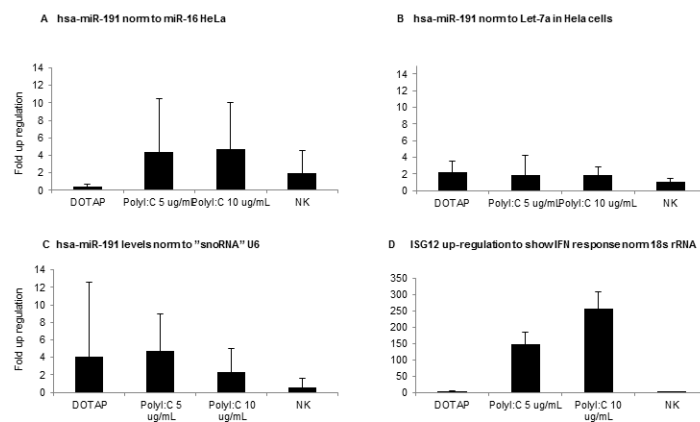 A hsa-miR-191 norm to miR-16 HeLa
Fold up regulation
14
12
10
8
6
4
2
0
DOTAP PolyI:C 5 ug/mL PolyI:C 10 ug/mL NK
B hsa-miR-191 norm to Let-7a in Hela cells
14
12
10
8
6
4
2
0
DOTAP PolyI:C 5 ug/mL PolyI:C 10 ug/mL NK
C hsa-miR-191 levels norm to ”snoRNA” U6
Fold up regulation
14
12
10
8
6
4
2
0
DOTAP PolyI:C 5 PolyI:C 10 NK
ug/mL ug/mL
D ISG12 up-regulation to show IFN response norm 18s rRNA
350
300
250
200
150
100
50
0
DOTAP PolyI:C 5 ug/mL PolyI:C 10 NK
ug/mL